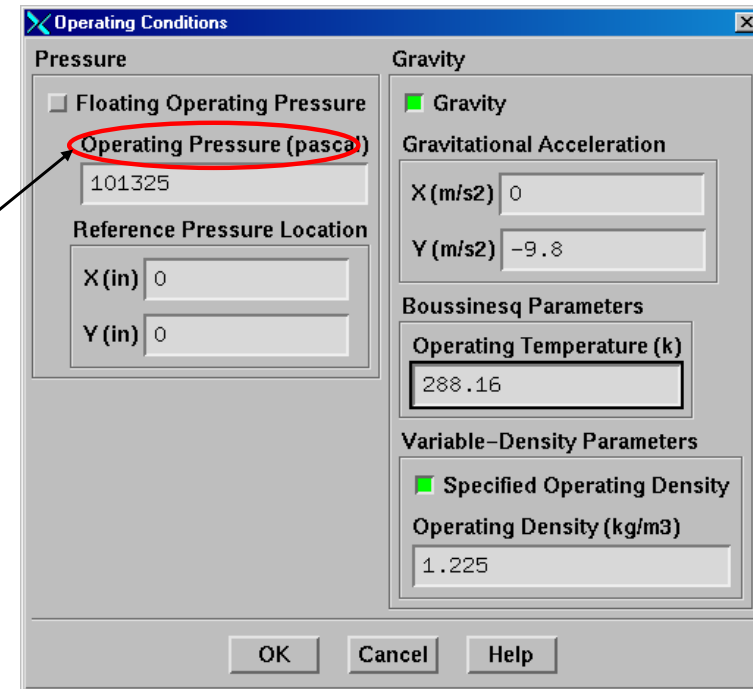 Operating Conditions
Pressure
Floating Operating Pressure
Operating Pressure (pascal)
101325
Reference Pressure Location
X (in) 0
Y (in) 0
Gravity
Gravity
Gravitational Acceleration
X (m/s2) 0
Y (m/s2) -9.8
Boussinesq Parameters
Operating Temperature (k)
288.16
Variable-Density Parameters
Specified Operating Density
Operating Density (kg/m3)
1.225
OK Cancel Help